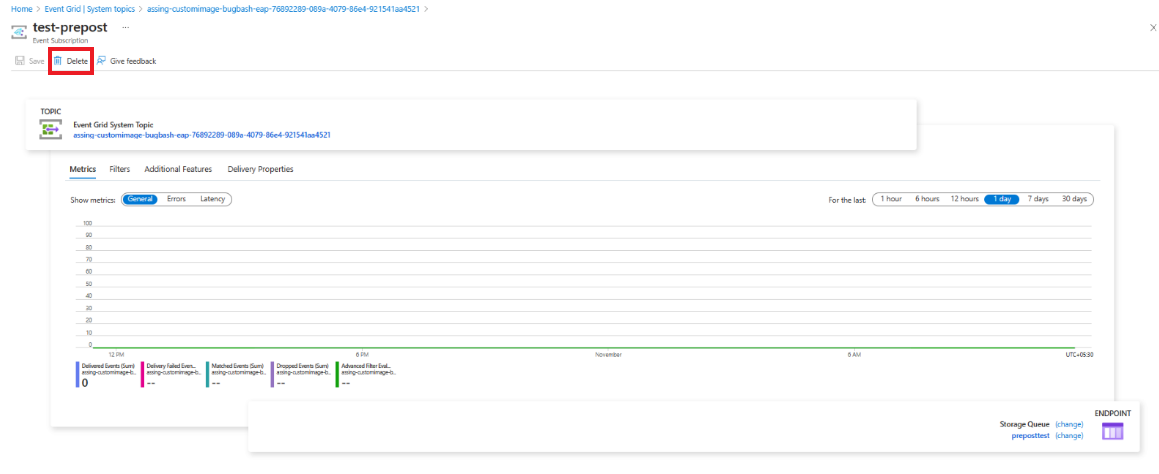 Home > Event Grid | System topics > assing-customimage-bugbash-eap-76892289-089a-4079-86e4-921541aa4521 >
test-prepost ...
Event Subscription
Save Delete Give feedback
TOPIC
Event Grid System Topic
assing-customimage-bugbash-eap-76892289-089a-4079-86e4-921541aa4521
Metrics Filters Additional Features Delivery Properties
Show metrics: General Errors Latency For the last: 1 hour 6 hours 12 hours 1 day 7 days 30 days
100
90
80
70
60
50
40
30
20
10
0
12 PM 6 PM November 6 AM UTC+05:30
Delivered Events (Sum) Delivery Failed Even... Matched Events (Sum) Dropped Events (Sum) Advanced Filter Eval...
assing-customimage-b... assing-customimage-b... assing-customimage-b... assing-customimage-b... assing-customimage-b...
0 -- -- -- --
ENDPOINT
Storage Queue (change)
preposttest (change)